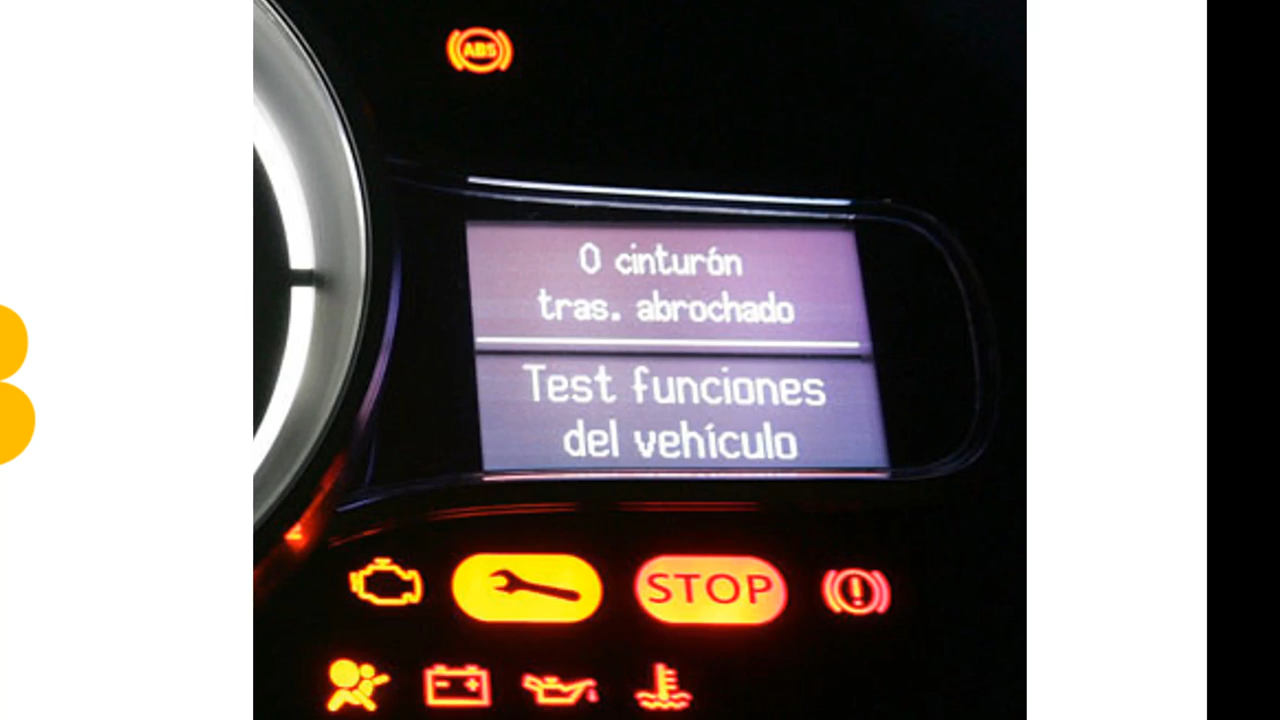 ABS
0 cinturón
tras. abrochado
Test funciones
del vehículo
STOP